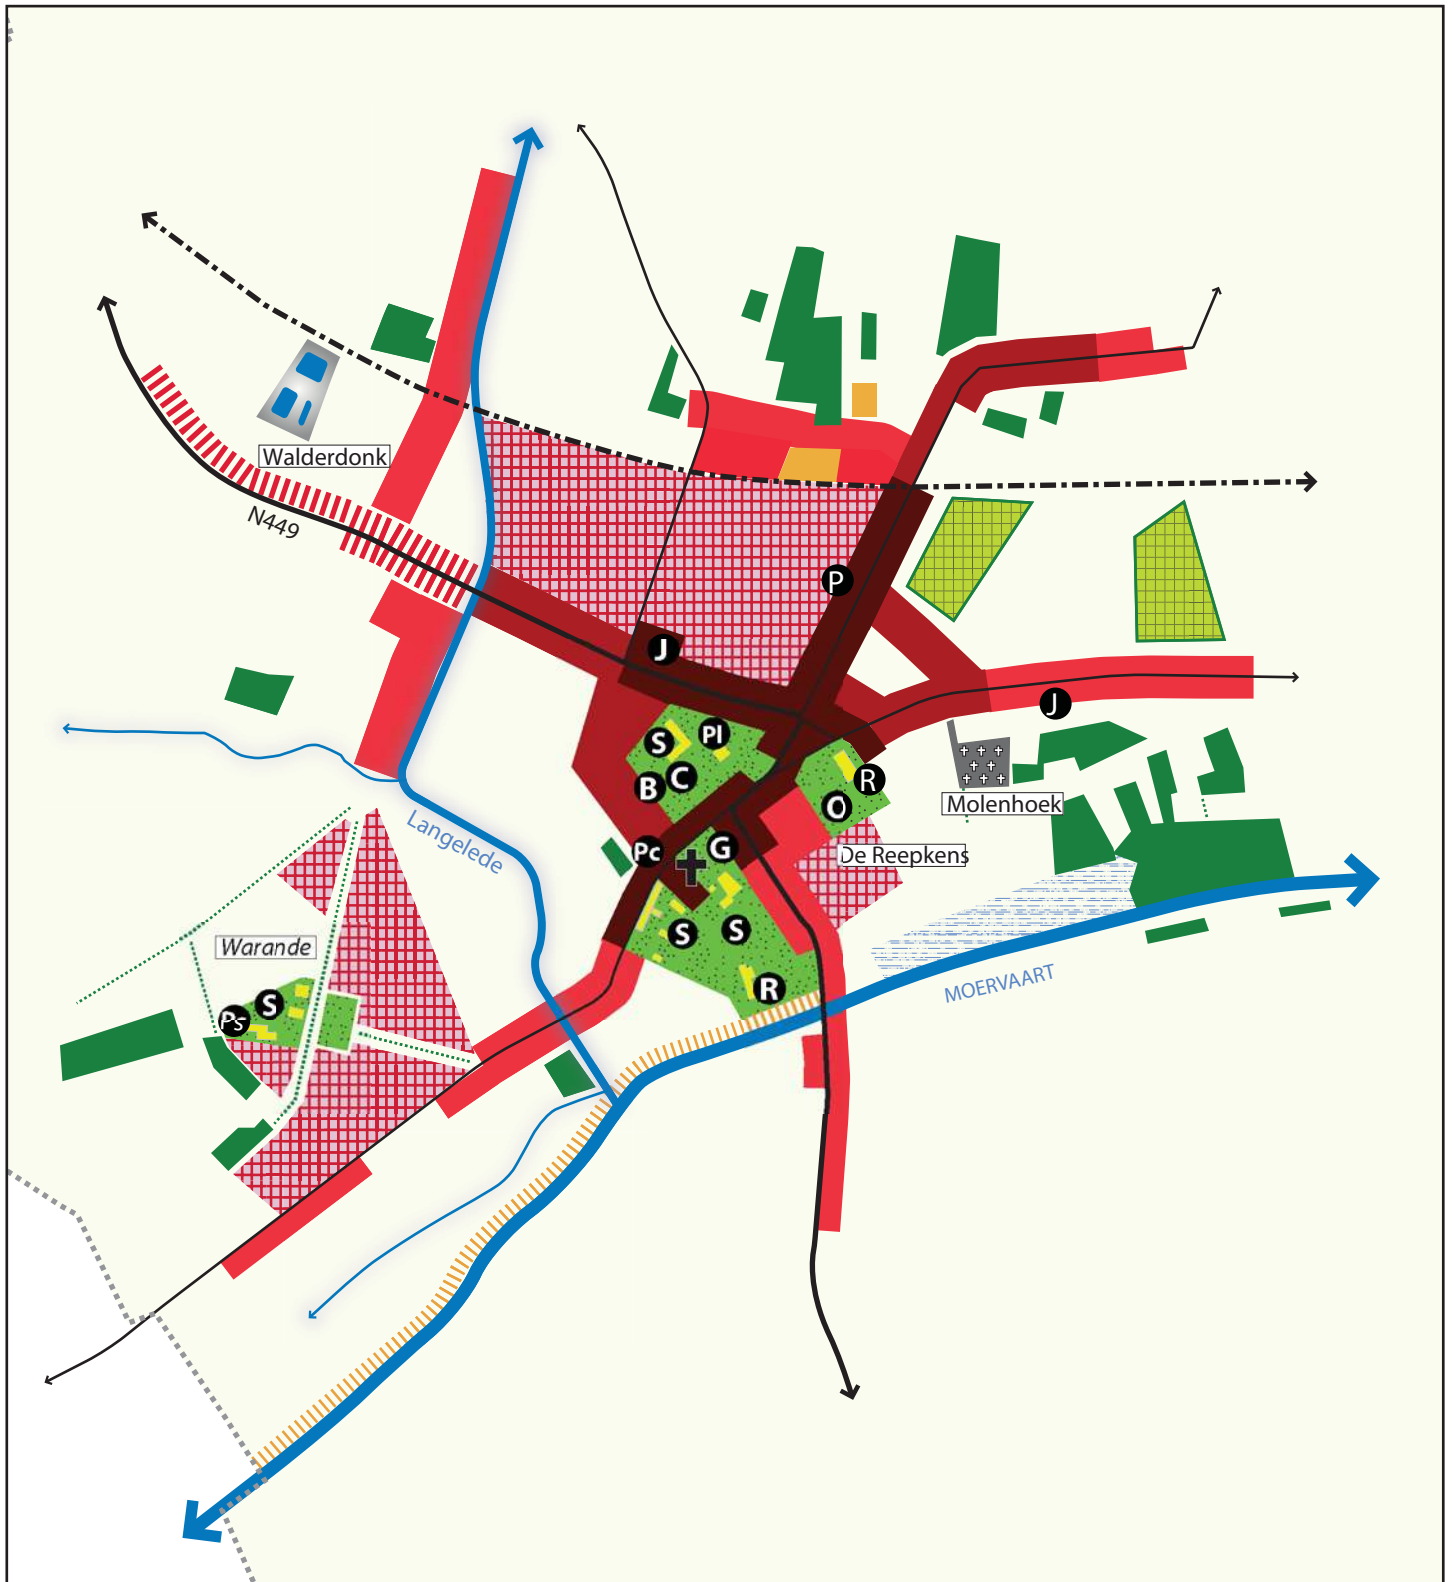 Walderdonk
N449
P
J
J
S
Pl
B
C
R
O
Molenhoek
Langelede
Pc
G
De Reepkens
S
S
Warande
R
MOERVAART
S
Ps